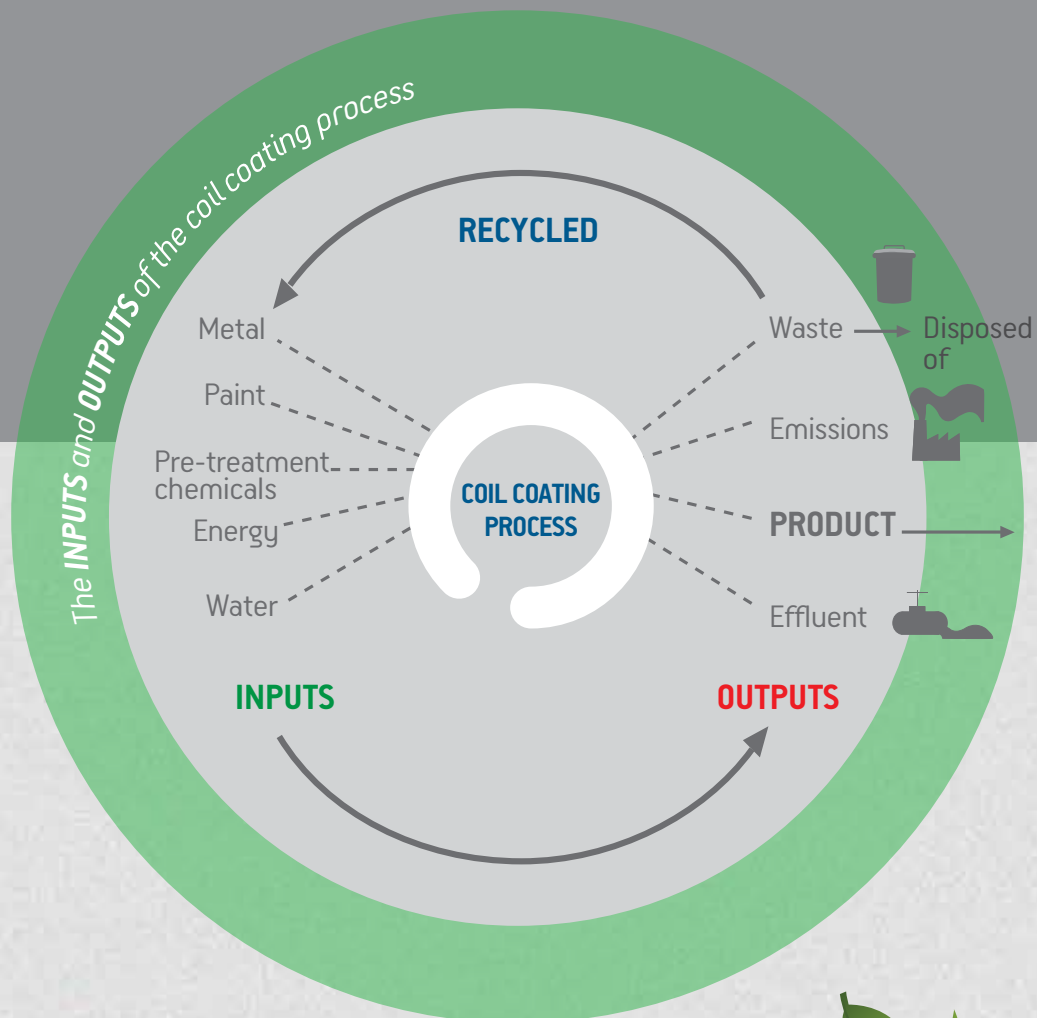 The INPUTS and OUTPUTS of the coil coating process
RECYCLED
Metal
Paint
Pre-treatment
chemicals
Energy
Water
COIL COATING
PROCESS
Waste
Disposed
of
Emissions
PRODUCT
Effluent
INPUTS
OUTPUTS